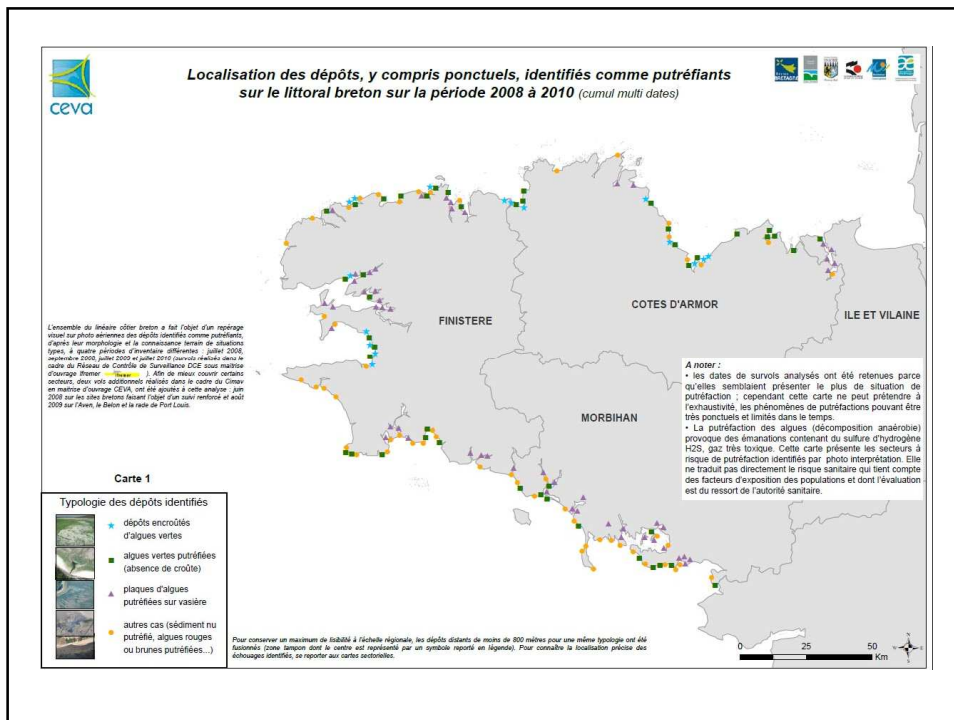 ceva
Localisation des dépôts, y compris ponctuels, identifiés comme putréfiants
sur le littoral breton sur la période 2008 à 2010 (cumul multi dates)
FINISTERE
COTES D'ARMOR
ILE ET VILAINE
MORBIHAN
L'ensemble du linéaire côtier breton a fait l'objet d'un repérage
visuel sur photo aériennes des dépôts identifiés comme putréfiants,
d'après leur morphologie et la connaissance terrain de situations
types, à quatre périodes d'inventaire différentes : juillet 2008,
septembre 2008, juillet 2009 et juillet 2010 (survols réalisés dans le
cadre du Réseau de Contrôle de Surveillance DCE sous maîtrise
d'ouvrage Ifremer ). Afin de mieux couvrir certains
secteurs, deux vols additionnels réalisés dans le cadre du Cimav
en maîtrise d'ouvrage CEVA, ont été ajoutés à cette analyse : juin
2008 sur les sites bretons faisant l'objet d'un suivi renforcé et août
2009 sur l'Aven, le Belon et la rade de Port Louis.
A noter :
• les dates de survols analysés ont été retenues parce
qu'elles semblaient présenter le plus de situation de
putréfaction ; cependant cette carte ne peut prétendre à
l'exhaustivité, les phénomènes de putréfactions pouvant être
très ponctuels et limités dans le temps.
• La putréfaction des algues (décomposition anaérobie)
provoque des émanations contenant du sulfure d'hydrogène
H2S, gaz très toxique. Cette carte présente les secteurs à
risque de putréfaction identifiés par photo interprétation. Elle
ne traduit pas directement le risque sanitaire qui tient compte
des facteurs d'exposition des populations et dont l'évaluation
est du ressort de l'autorité sanitaire.
Carte 1
Typologie des dépôts identifiés
dépôts encroûtés
d'algues vertes
algues vertes putréfiées
(absence de croûte)
plaques d'algues
putréfiées sur vasière
autres cas (sédiment nu
putréfié, algues rouges
ou brunes putréfiées...)
Pour conserver un maximum de lisibilité à l'échelle régionale, les dépôts distants de moins de 800 mètres pour une même typologie ont été
fusionnés (zone tampon dont le centre est représenté par un symbole reporté en légende). Pour connaître la localisation précise des
échouages identifiés, se reporter aux cartes sectorielles.
0 25 50
Km